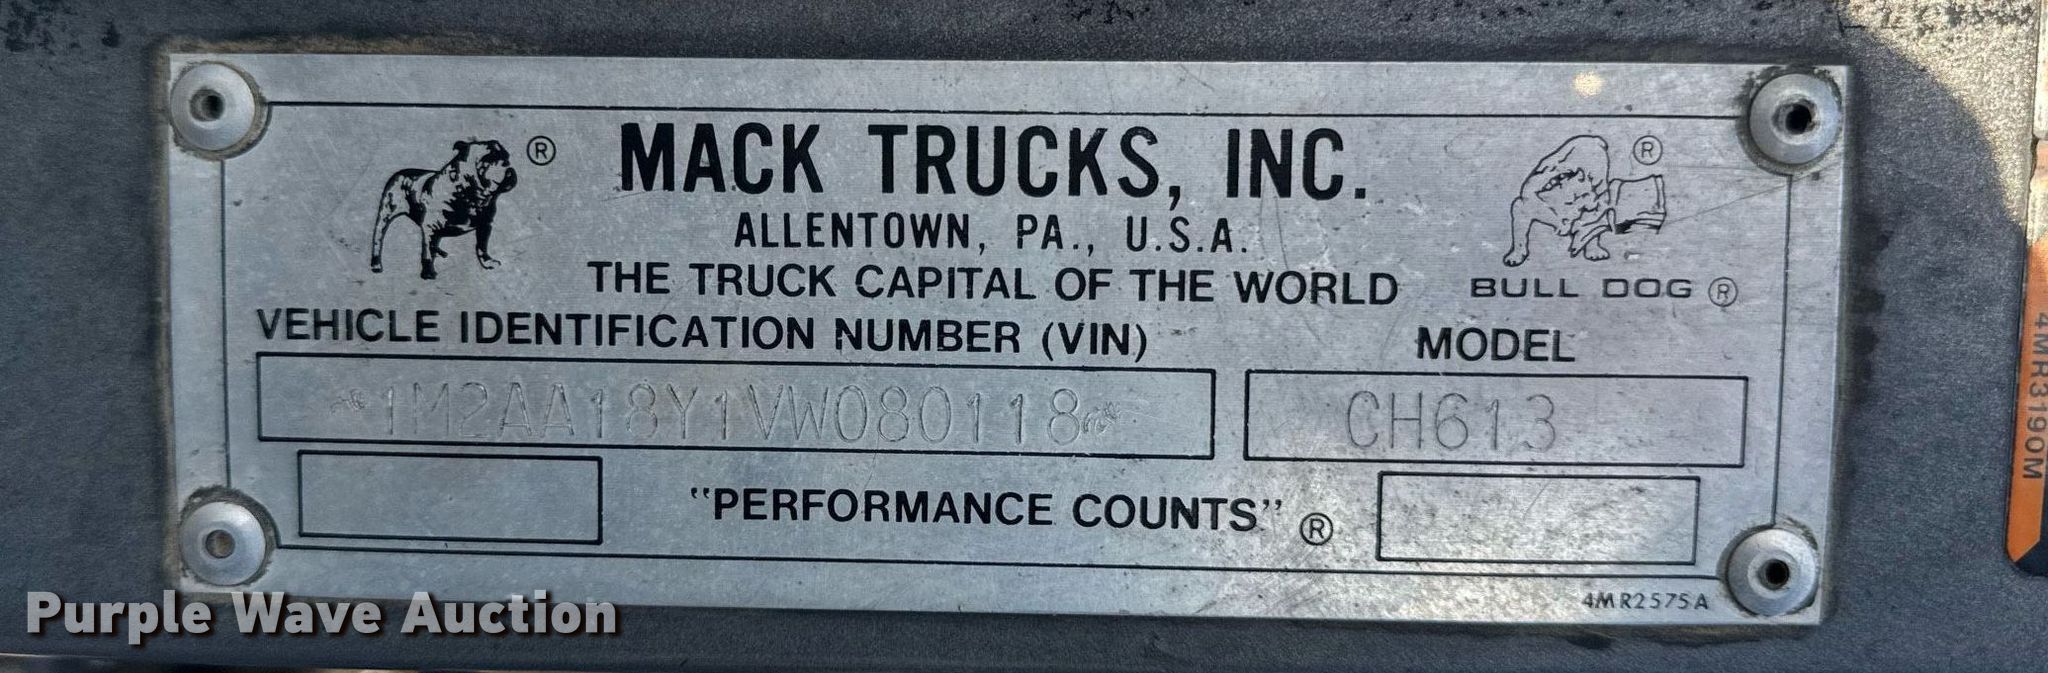 ® MACK TRUCKS, INC. ®
ALLENTOWN, PA., U.S.A.
THE TRUCK CAPITAL OF THE WORLD
BULL DOG ®
VEHICLE IDENTIFICATION NUMBER (VIN)
MODEL
1M2AA18Y1VW080118
CH613
"PERFORMANCE COUNTS" ®
4MR2575A
4MR3190M
Purple Wave Auction